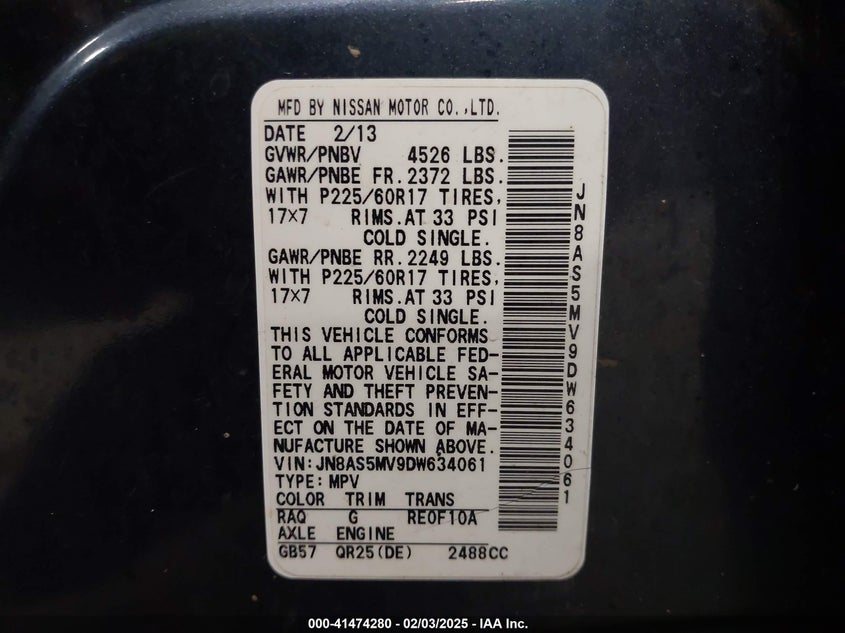 MFD BY NISSAN MOTOR CO.,LTD.
DATE 2/13
GVWR/PNBV 4526 LBS.
GAWR/PNBE FR.2372 LBS.
WITH P225/60R17 TIRES,
17×7 RIMS.AT 33 PSI
COLD SINGLE.
GAWR/PNBE RR.2249 LBS.
WITH P225/60R17 TIRES,
17×7 RIMS.AT 33 PSI
COLD SINGLE.
THIS VEHICLE CONFORMS
TO ALL APPLICABLE FED-
ERAL MOTOR VEHICLE SA-
FETY AND THEFT PREVEN-
TION STANDARDS IN EFF-
ECT ON THE DATE OF MA-
NUFACTURE SHOWN ABOVE.
VIN:JN8AS5MV9DW634061
TYPE:MPV
COLOR TRIM TRANS
RAQ G RE0F10A
AXLE ENGINE
GB57 QR25(DE) 2488CC
JN8AS5MV9DW634061
000-41474280 - 02/03/2025 - IAA Inc.